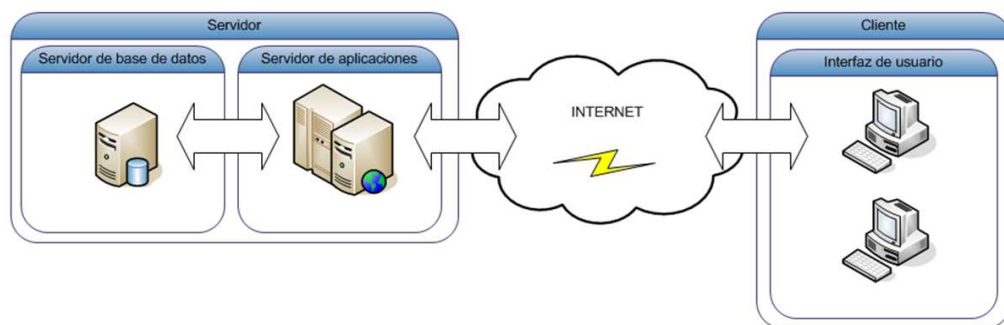 Servidor
Servidor de base de datos
Servidor de aplicaciones
INTERNET
Cliente
Interfaz de usuario